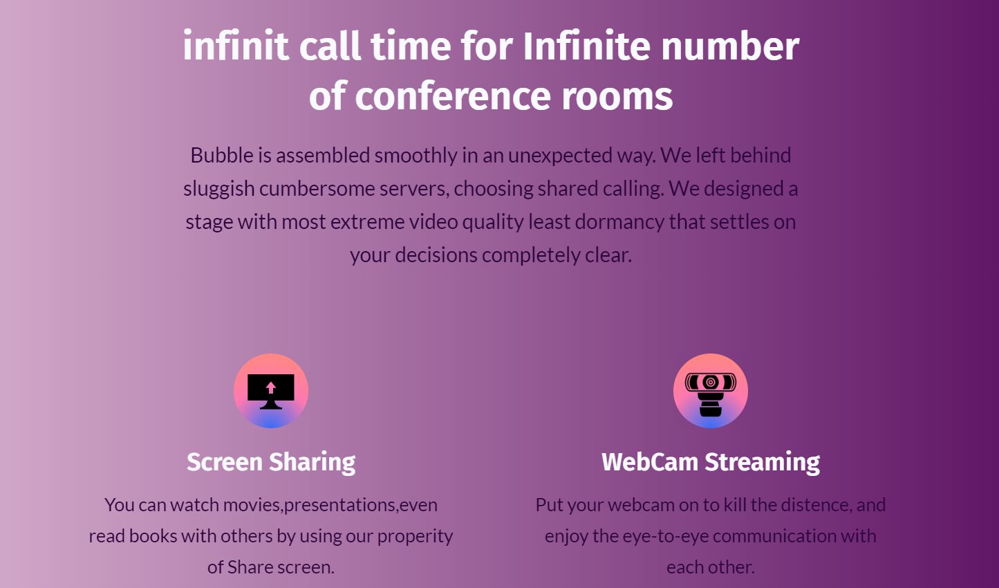 infinit call time for Infinite number
of conference rooms
Bubble is assembled smoothly in an unexpected way. We left behind
sluggish cumbersome servers, choosing shared calling. We designed a
stage with most extreme video quality least dormancy that settles on
your decisions completely clear.
Screen Sharing
You can watch movies,presentations,even
read books with others by using our properity
of Share screen.
WebCam Streaming
Put your webcam on to kill the distence, and
enjoy the eye-to-eye communication with
each other.